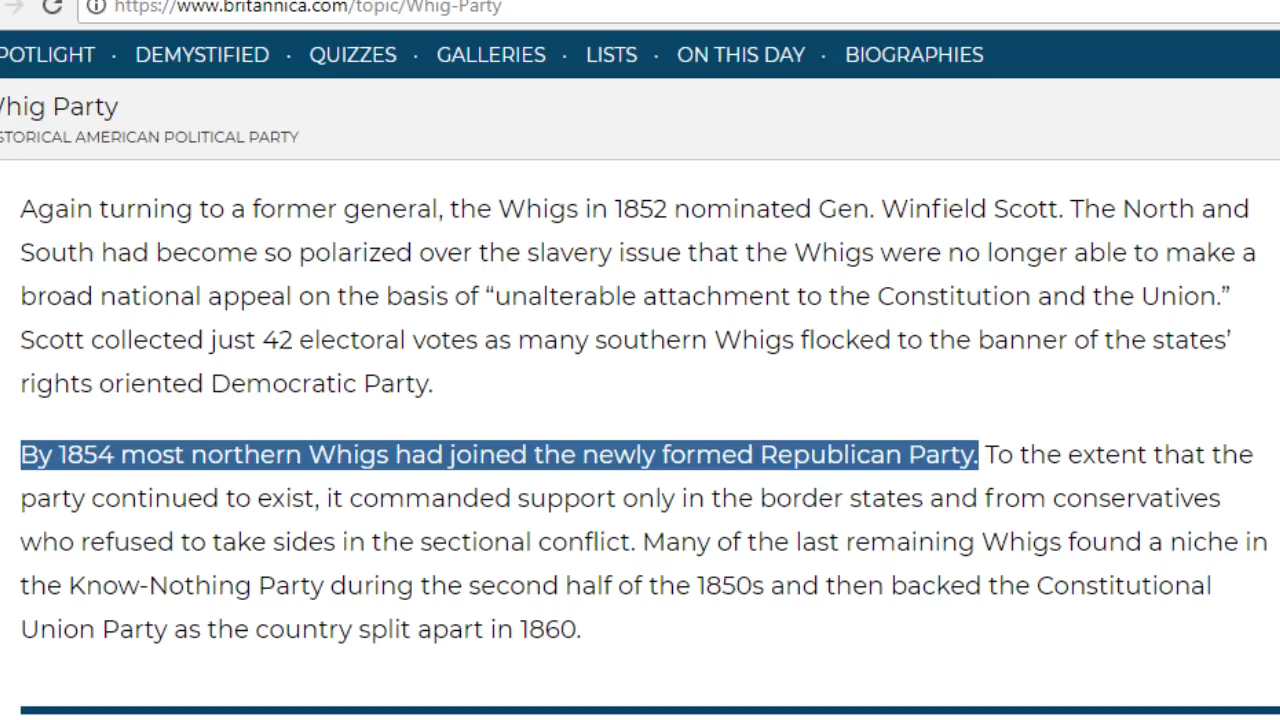 https://www.britannica.com/topic/Whig-Party
POTLIGHT · DEMYSTIFIED · QUIZZES · GALLERIES · LISTS · ON THIS DAY · BIOGRAPHIES
Whig Party
STORICAL AMERICAN POLITICAL PARTY
Again turning to a former general, the Whigs in 1852 nominated Gen. Winfield Scott. The North and
South had become so polarized over the slavery issue that the Whigs were no longer able to make a
broad national appeal on the basis of “unalterable attachment to the Constitution and the Union.”
Scott collected just 42 electoral votes as many southern Whigs flocked to the banner of the states’
rights oriented Democratic Party.
By 1854 most northern Whigs had joined the newly formed Republican Party. To the extent that the
party continued to exist, it commanded support only in the border states and from conservatives
who refused to take sides in the sectional conflict. Many of the last remaining Whigs found a niche in
the Know-Nothing Party during the second half of the 1850s and then backed the Constitutional
Union Party as the country split apart in 1860.